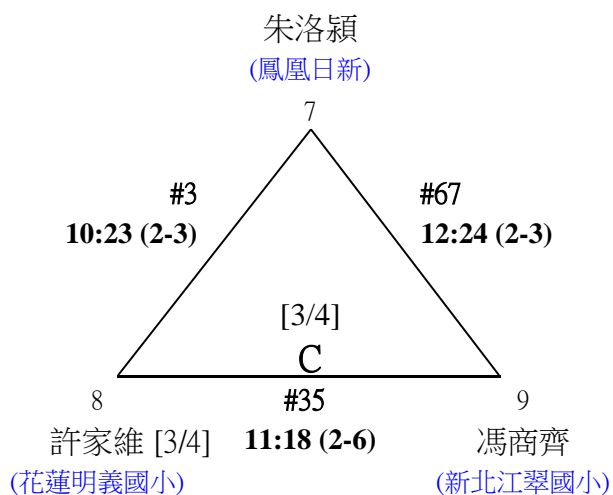 朱洛穎
(鳳凰日新)
7
#3
10:23 (2-3)
#67
12:24 (2-3)
[3/4]
C
8
#35
9
許家維 [3/4]
11:18 (2-6)
馮商齊
(花蓮明義國小)
(新北江翠國小)